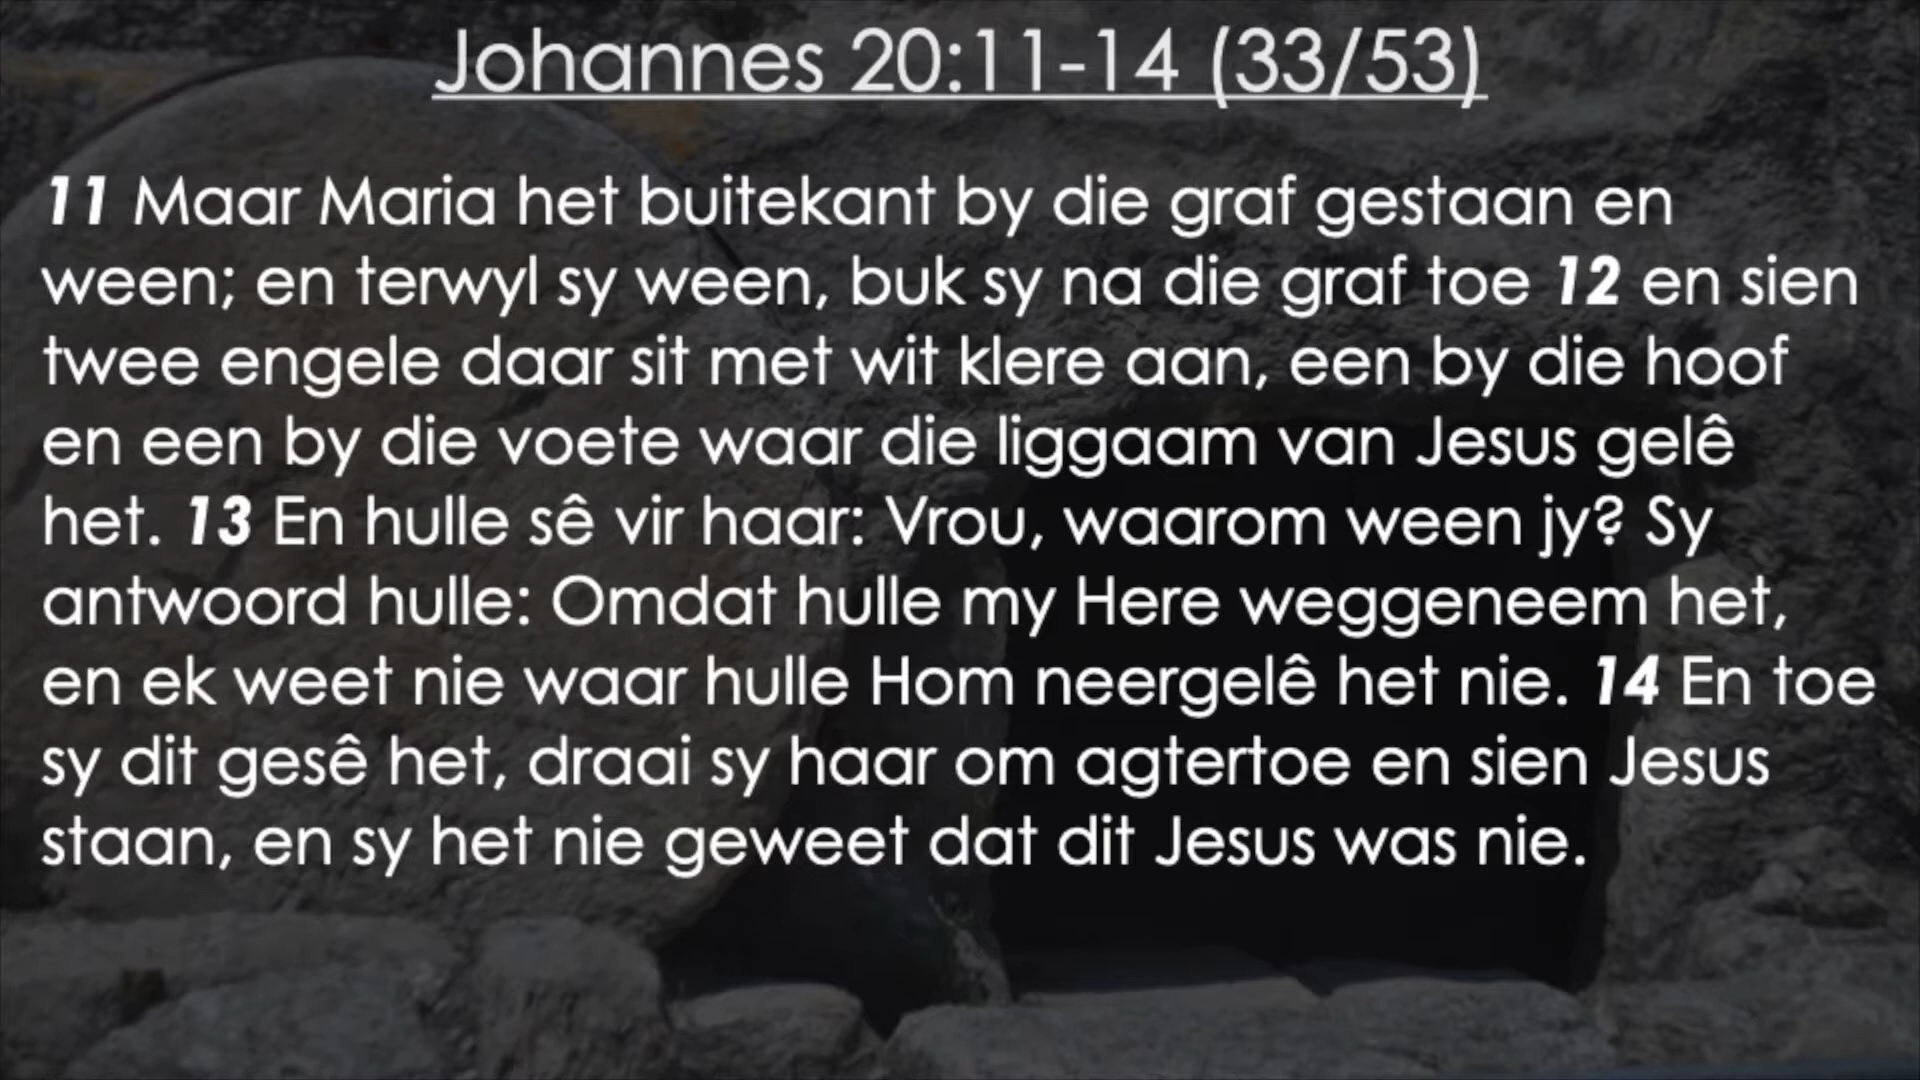 Johannes 20:11-14 (33/53)
11 Maar Maria het buitekant by die graf gestaan en
ween; en terwyl sy ween, buk sy na die graf toe 12 en sien
twee engele daar sit met wit klere aan, een by die hoof
en een by die voete waar die liggaam van Jesus gelê
het. 13 En hulle sê vir haar: Vrou, waarom ween jy? Sy
antwoord hulle: Omdat hulle my Here weggeneem het,
en ek weet nie waar hulle Hom neergelê het nie. 14 En toe
sy dit gesê het, draai sy haar om agtertoe en sien Jesus
staan, en sy het nie geweet dat dit Jesus was nie.